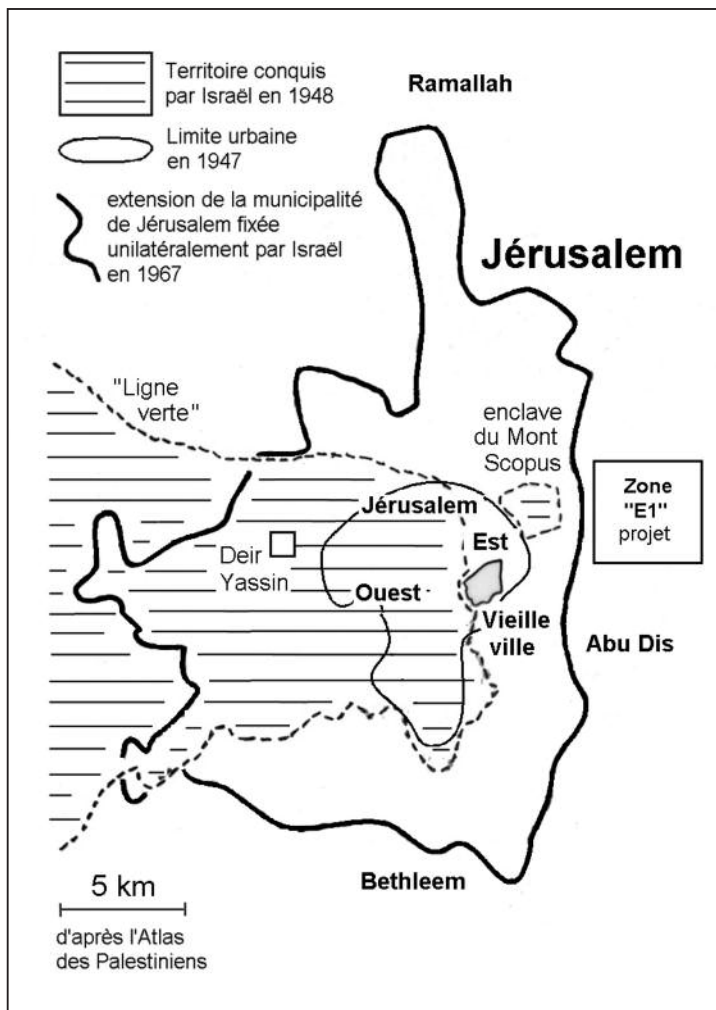 Territoire conquis
par Israël en 1948
Limite urbaine
en 1947
extension de la municipalité
de Jérusalem fixée
unilatéralement par Israël
en 1967
Ramallah
Jérusalem
"Ligne
verte"
enclave
du Mont
Scopus
Zone
"E1"
projet
Jérusalem
Est
Deir
Yassin
Ouest
Vieille
ville
Abu Dis
Bethleem
5 km
d'après l'Atlas
des Palestiniens